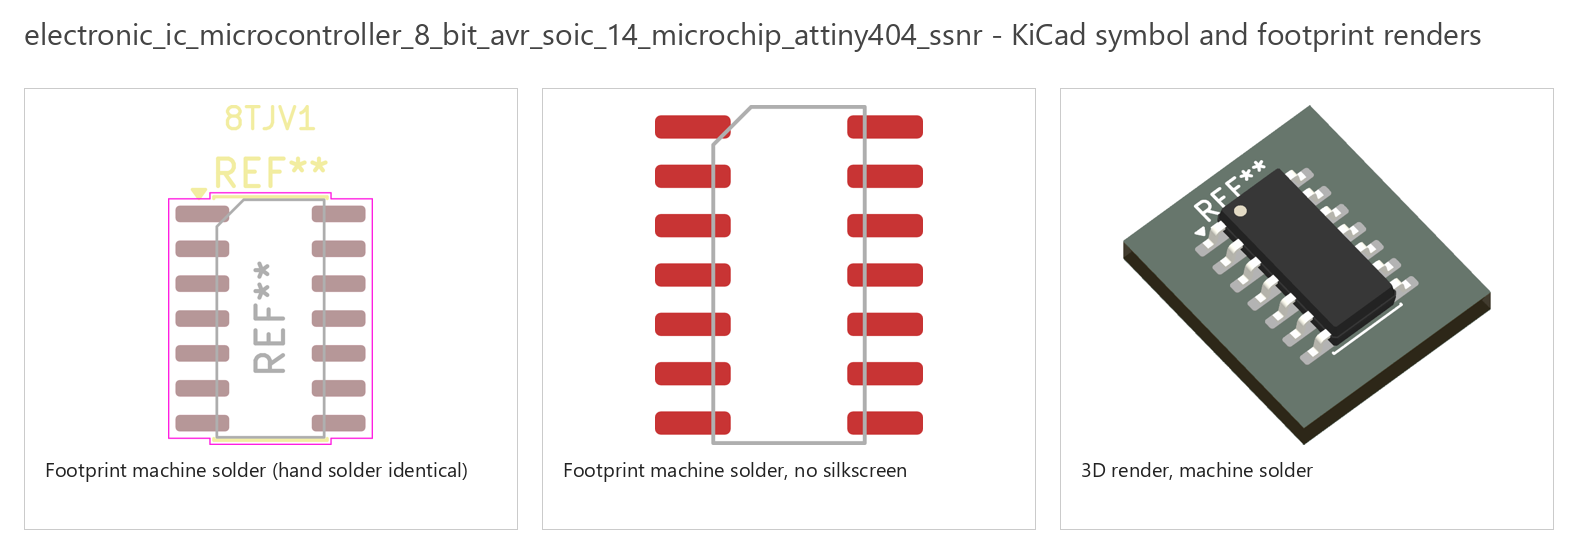 electronic_ic_microcontroller_8_bit_avr_soic_14_microchip_attiny404_ssnr - KiCad symbol and footprint renders
8TJV1
REF**
REF**
Footprint machine solder (hand solder identical)
Footprint machine solder, no silkscreen
REF**
3D render, machine solder